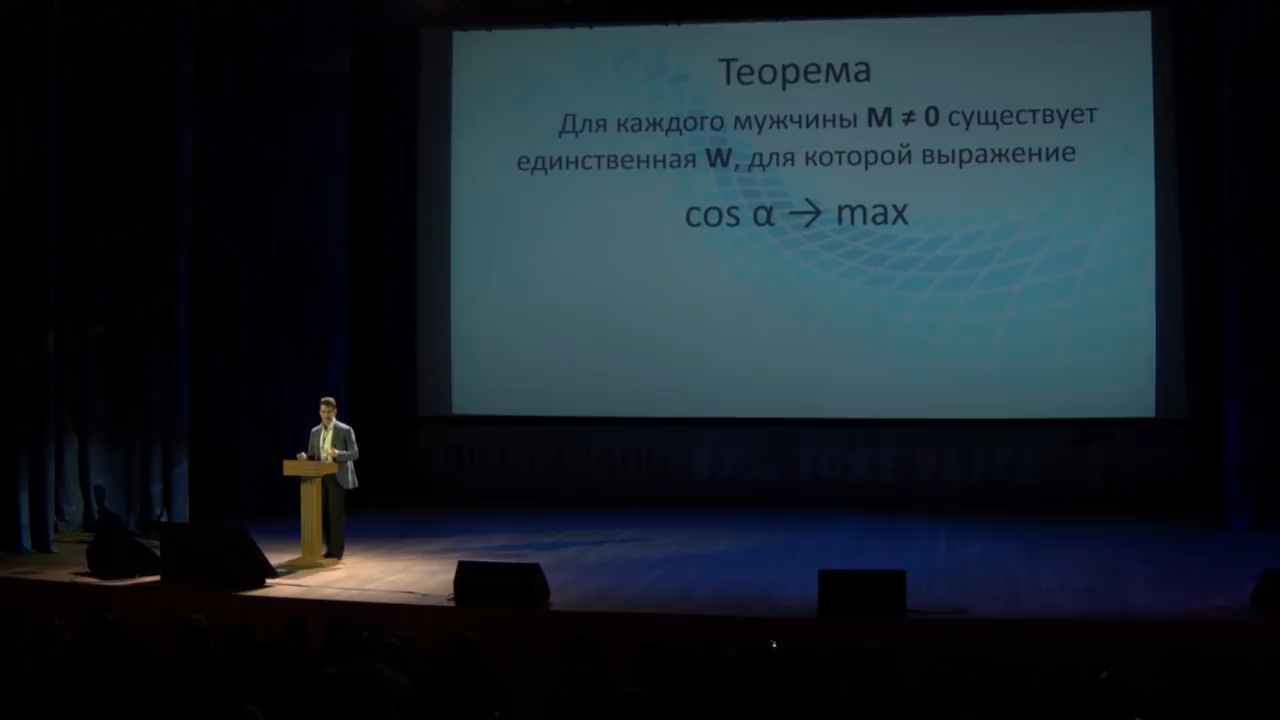 Теорема
Для каждого мужчины M ≠ 0 существует
единственная W, для которой выражение
cos α → max